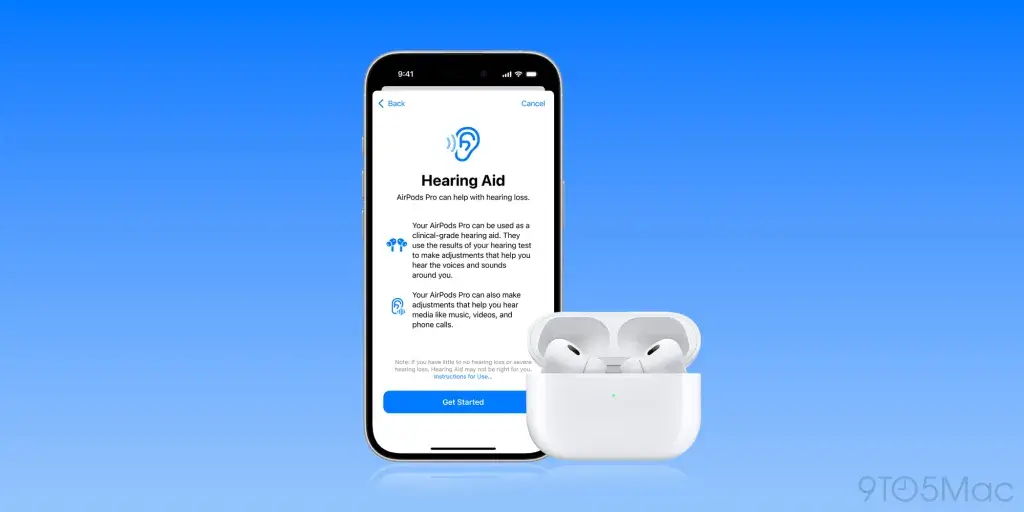 9:41
Back
Cancel
Hearing Aid
AirPods Pro can help with hearing loss.
Your AirPods Pro can be used as a
clinical-grade hearing aid. They
use the results of your hearing test
to make adjustments that help you
hear the voices and sounds
around you.
Your AirPods Pro can also make
adjustments that help you hear
media like music, videos, and
phone calls.
Note: If you have little to no hearing loss or severe
hearing loss, Hearing Aid may not be right for you.
Instructions for Use...
Get Started
9TO5Mac